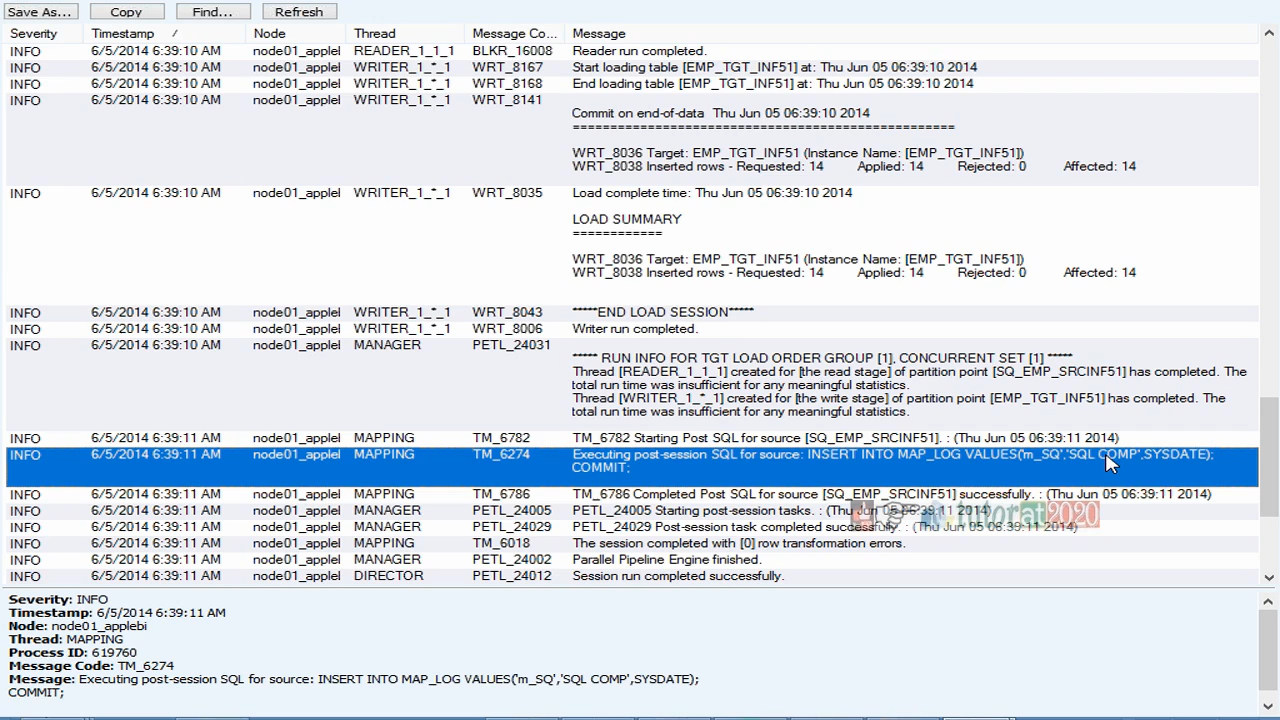 Save As... Copy Find... Refresh
Severity Timestamp / Node Thread Message Co... Message
INFO 6/5/2014 6:39:10 AM node01_applel READER_1_1_1 BLKR_16008 Reader run completed.
INFO 6/5/2014 6:39:10 AM node01_applel WRITER_1_*_1 WRT_8167 Start loading table [EMP_TGT_INF51] at: Thu Jun 05 06:39:10 2014
INFO 6/5/2014 6:39:10 AM node01_applel WRITER_1_*_1 WRT_8168 End loading table [EMP_TGT_INF51] at: Thu Jun 05 06:39:10 2014
INFO 6/5/2014 6:39:10 AM node01_applel WRITER_1_*_1 WRT_8141
Commit on end-of-data Thu Jun 05 06:39:10 2014
===================================================
WRT_8036 Target: EMP_TGT_INF51 (Instance Name: [EMP_TGT_INF51])
WRT_8038 Inserted rows - Requested: 14 Applied: 14 Rejected: 0 Affected: 14
INFO 6/5/2014 6:39:10 AM node01_applel WRITER_1_*_1 WRT_8035 Load complete time: Thu Jun 05 06:39:10 2014
LOAD SUMMARY
============
WRT_8036 Target: EMP_TGT_INF51 (Instance Name: [EMP_TGT_INF51])
WRT_8038 Inserted rows - Requested: 14 Applied: 14 Rejected: 0 Affected: 14
INFO 6/5/2014 6:39:10 AM node01_applel WRITER_1_*_1 WRT_8043 *****END LOAD SESSION*****
INFO 6/5/2014 6:39:10 AM node01_applel WRITER_1_*_1 WRT_8006 Writer run completed.
INFO 6/5/2014 6:39:10 AM node01_applel MANAGER PETL_24031
***** RUN INFO FOR TGT LOAD ORDER GROUP [1], CONCURRENT SET [1] *****
Thread [READER_1_1_1] created for [the read stage] of partition point [SQ_EMP_SRCINF51] has completed. The
total run time was insufficient for any meaningful statistics.
Thread [WRITER_1_*_1] created for [the write stage] of partition point [EMP_TGT_INF51] has completed. The
total run time was insufficient for any meaningful statistics.
INFO 6/5/2014 6:39:11 AM node01_applel MAPPING TM_6782 TM_6782 Starting Post SQL for source [SQ_EMP_SRCINF51]. : (Thu Jun 05 06:39:11 2014)
INFO 6/5/2014 6:39:11 AM node01_applel MAPPING TM_6274 Executing post-session SQL for source: INSERT INTO MAP_LOG VALUES('m_SQ','SQL COMP',SYSDATE);
COMMIT;
INFO 6/5/2014 6:39:11 AM node01_applel MAPPING TM_6786 TM_6786 Completed Post SQL for source [SQ_EMP_SRCINF51] successfully. : (Thu Jun 05 06:39:11 2014)
INFO 6/5/2014 6:39:11 AM node01_applel MANAGER PETL_24005 PETL_24005 Starting post-session tasks. : (Thu Jun 05 06:39:11 2014)
INFO 6/5/2014 6:39:11 AM node01_applel MANAGER PETL_24029 PETL_24029 Post-session task completed successfully. : (Thu Jun 05 06:39:11 2014)
INFO 6/5/2014 6:39:11 AM node01_applel MAPPING TM_6018 The session completed with [0] row transformation errors.
INFO 6/5/2014 6:39:11 AM node01_applel MANAGER PETL_24002 Parallel Pipeline Engine finished.
INFO 6/5/2014 6:39:11 AM node01_applel DIRECTOR PETL_24012 Session run completed successfully.
Severity: INFO
Timestamp: 6/5/2014 6:39:11 AM
Node: node01_applebi
Thread: MAPPING
Process ID: 619760
Message Code: TM_6274
Message: Executing post-session SQL for source: INSERT INTO MAP_LOG VALUES('m_SQ','SQL COMP',SYSDATE);
COMMIT;